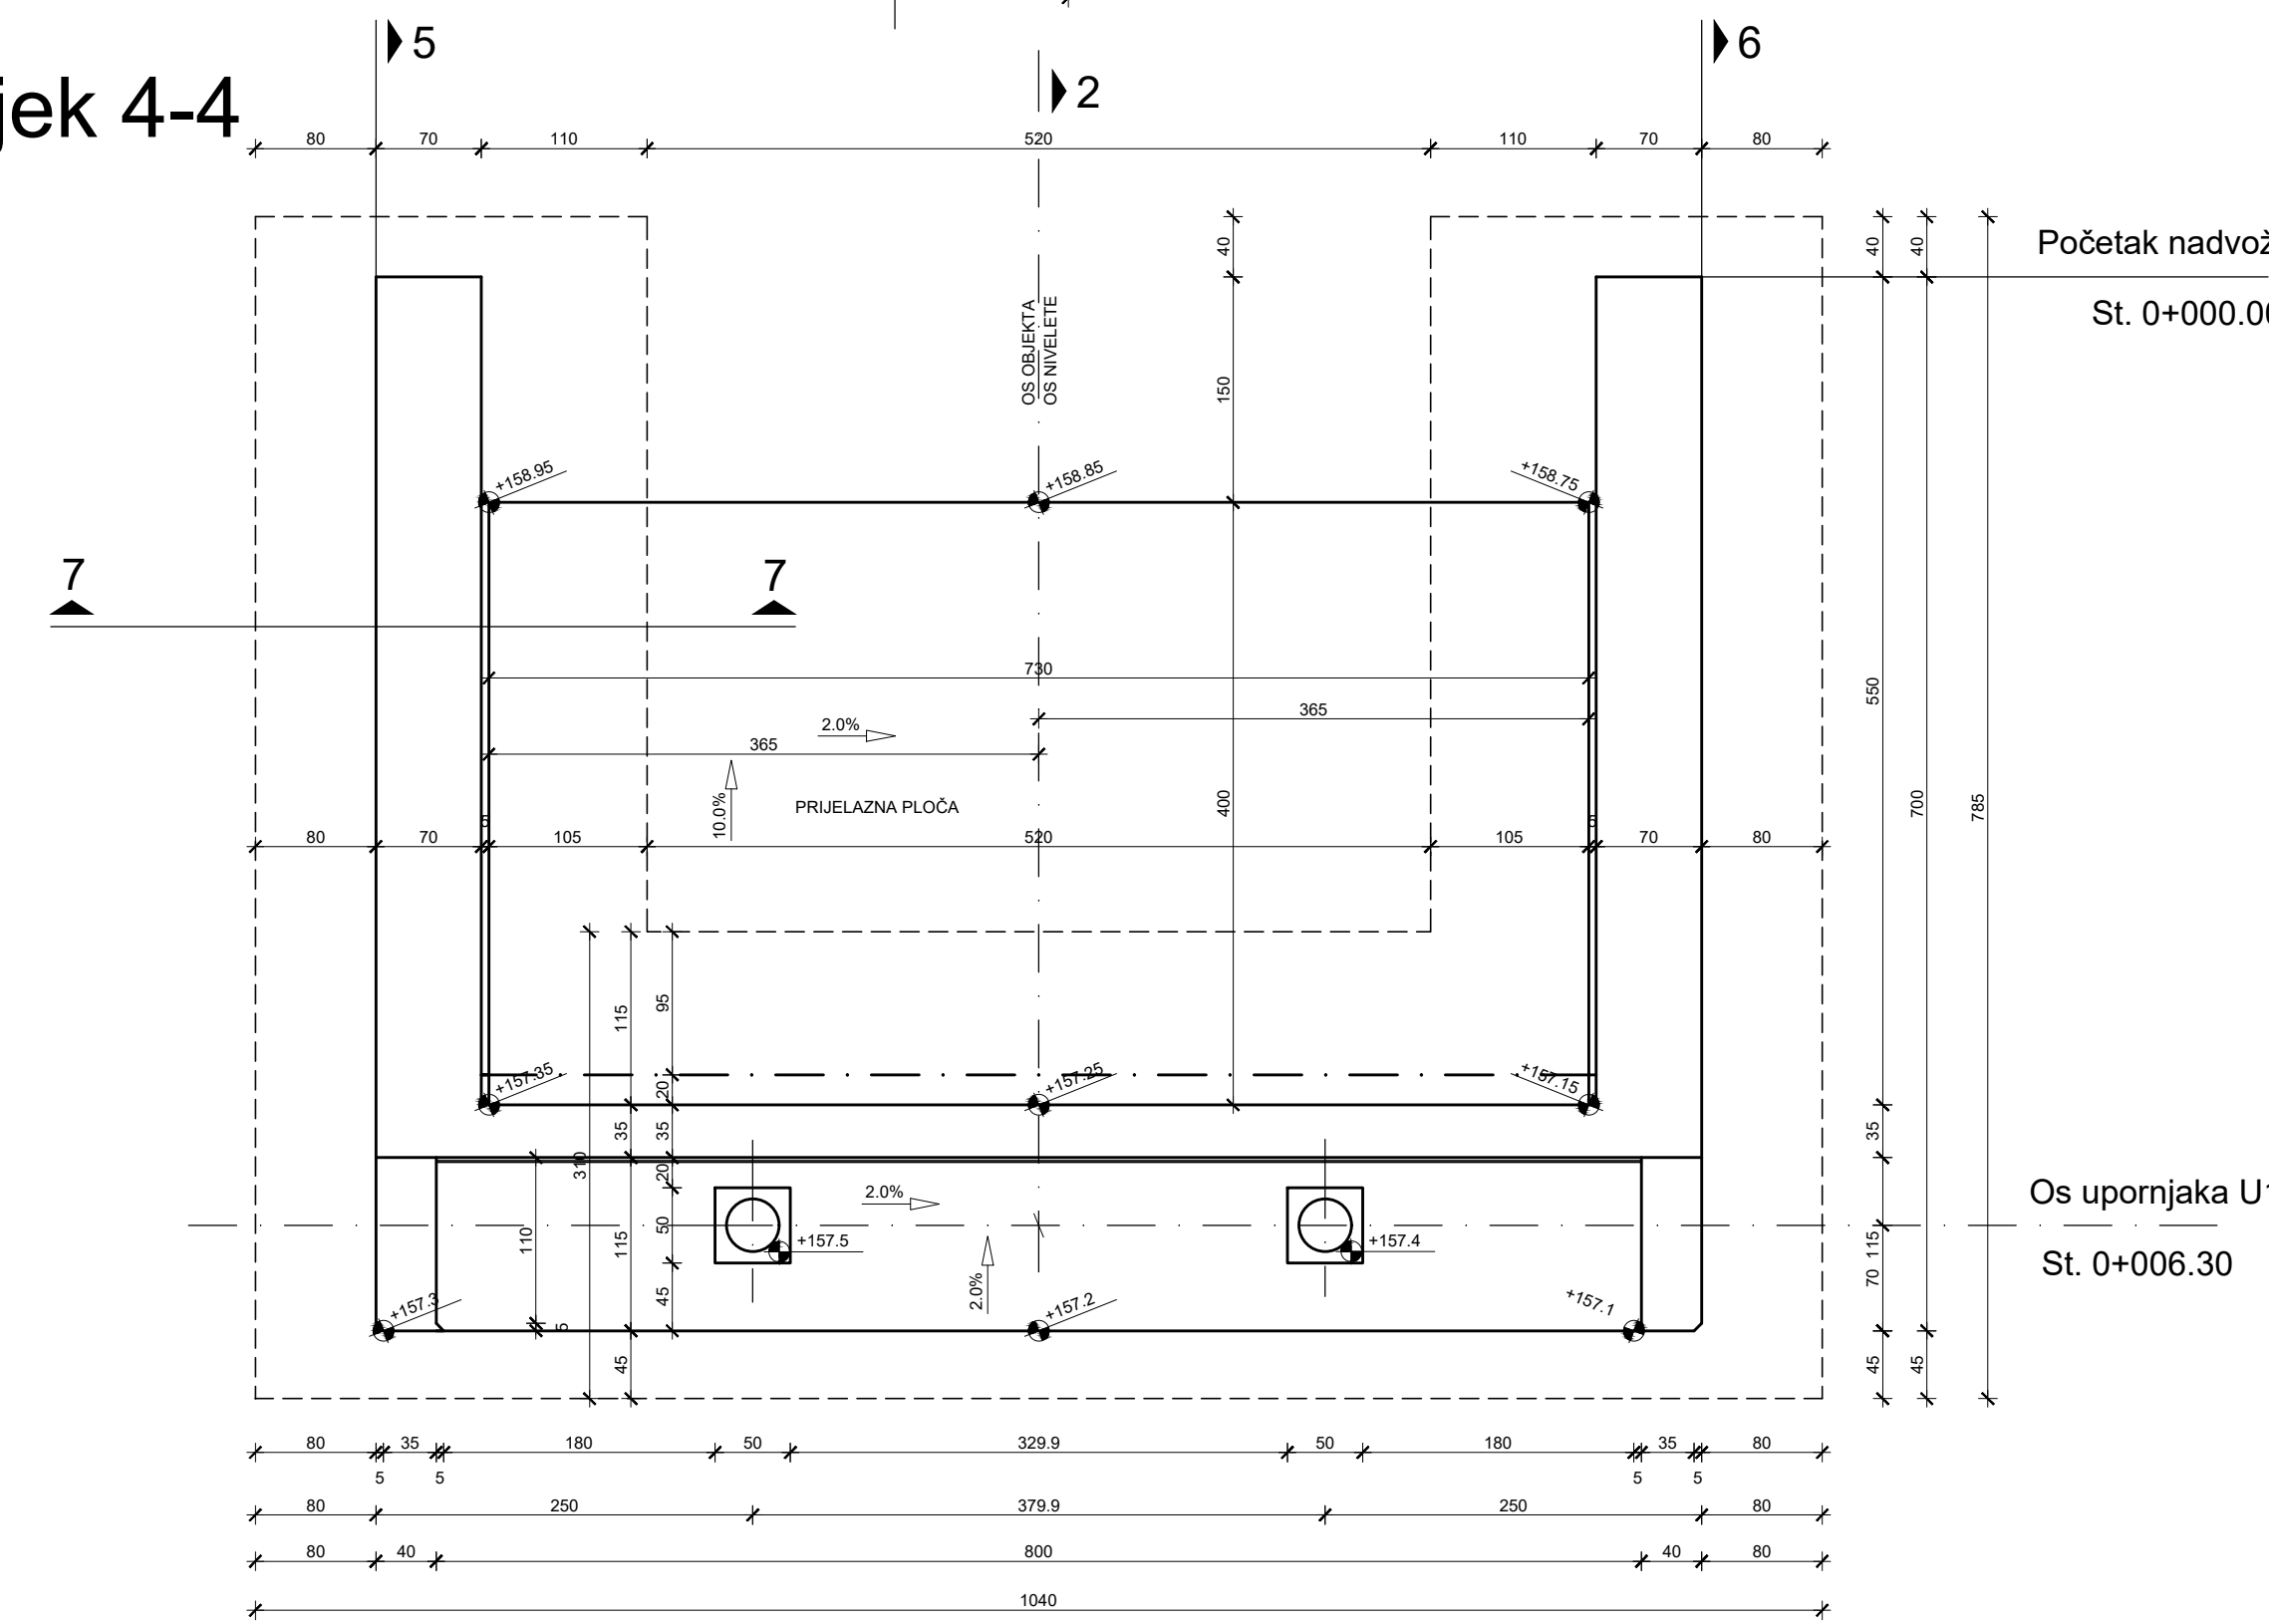 5
6
2
jek 4-4
80 70 110 520 110 70 80
40 40 40
Početak nadvož
St. 0+000.00
OS OBJEKTA
OS NIVELETE
150
+158.95 +158.85 +158.75
7 7
730
550
365
2.0%
365
10.0%
PRIJELAZNA PLOČA
400 700 785
5 5
80 70 105 520 105 70 80
115 95
+157.35 +157.25 +157.15
20
35 35 35
310
20
2.0%
Os upornjaka U1
110 115 50 115
+157.5 +157.4
St. 0+006.30
2.0%
70
45
+157.3 +157.2 +157.1
5
45 45 45
80 35 180 50 329.9 50 180 35 80
5 5 5 5
80 250 379.9 250 80
80 40 800 40 80
1040